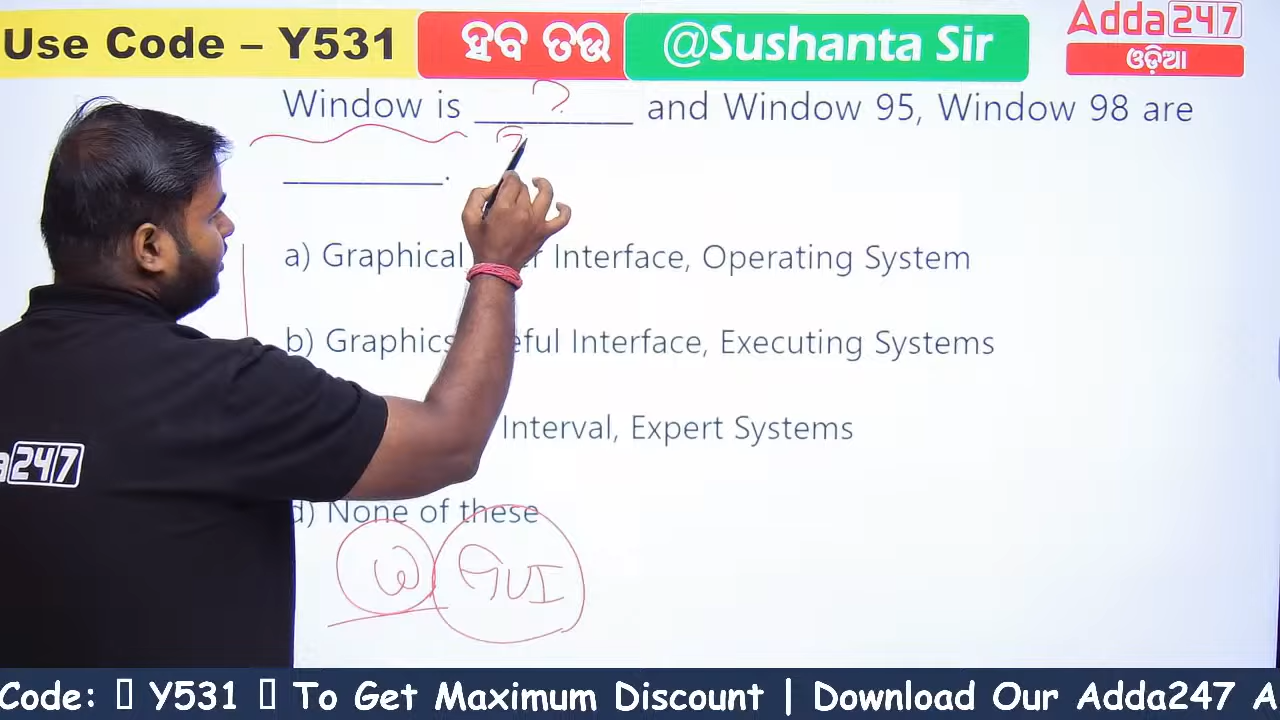 Use Code – Y531
ହବ ତଉ
@Sushanta Sir
Adda247
ଓଡ଼ିଆ
Window is ? and Window 95, Window 98 are
.
a) Graphical Interface, Operating System
b) Graphics Interface, Executing Systems
Interval, Expert Systems
d) None of these
W GUI
a247
Code: Y531 To Get Maximum Discount | Download Our Adda247 A